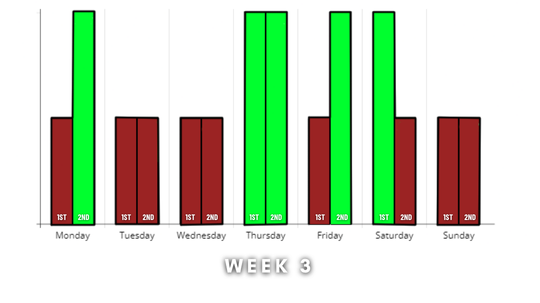 1ST 2ND 1ST 2ND 1ST 2ND 1ST 2ND 1ST 2ND 1ST 2ND 1ST 2ND
Monday Tuesday Wednesday Thursday Friday Saturday Sunday
WEEK 3